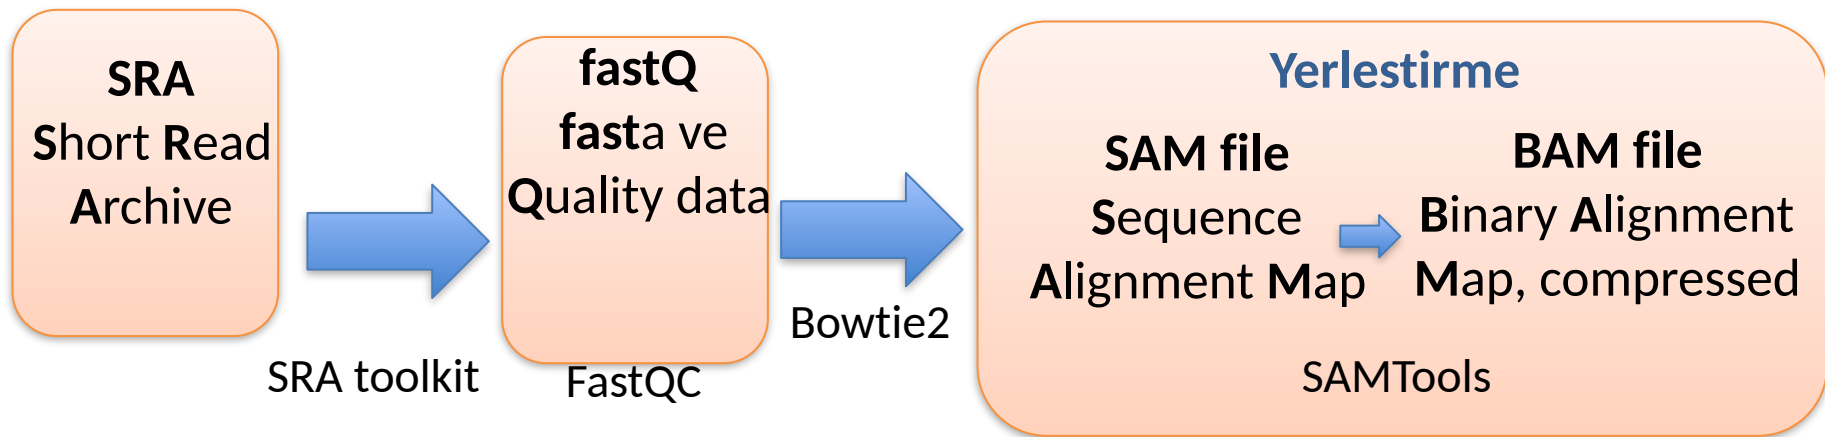 SRA
Short Read
Archive
SRA toolkit
fastQ
fasta ve
Quality data
FastQC
Bowtie2
Yerlestirme
SAM file
Sequence
Alignment Map
BAM file
Binary Alignment
Map, compressed
SAMTools